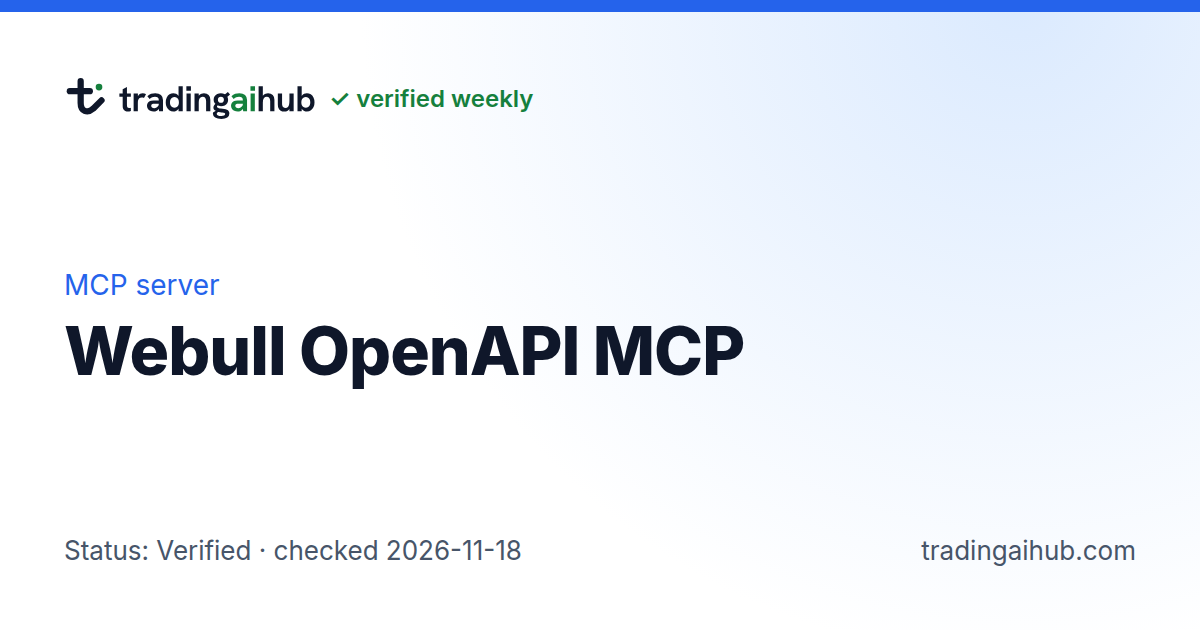 tradingaihub ✓ verified weekly
MCP server
Webull OpenAPI MCP
Status: Verified · checked 2026-11-18
tradingaihub.com